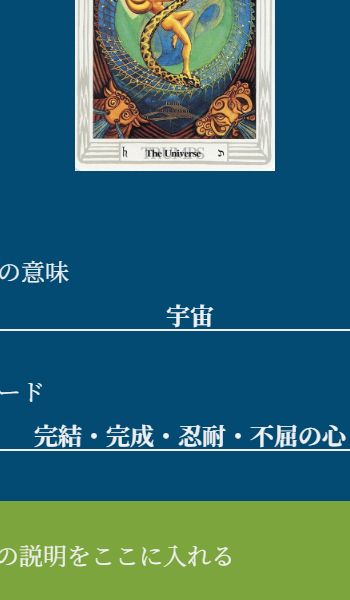 The Universe
の意味
宇宙
ード
完結・完成・忍耐・不屈の心
の説明をここに入れる